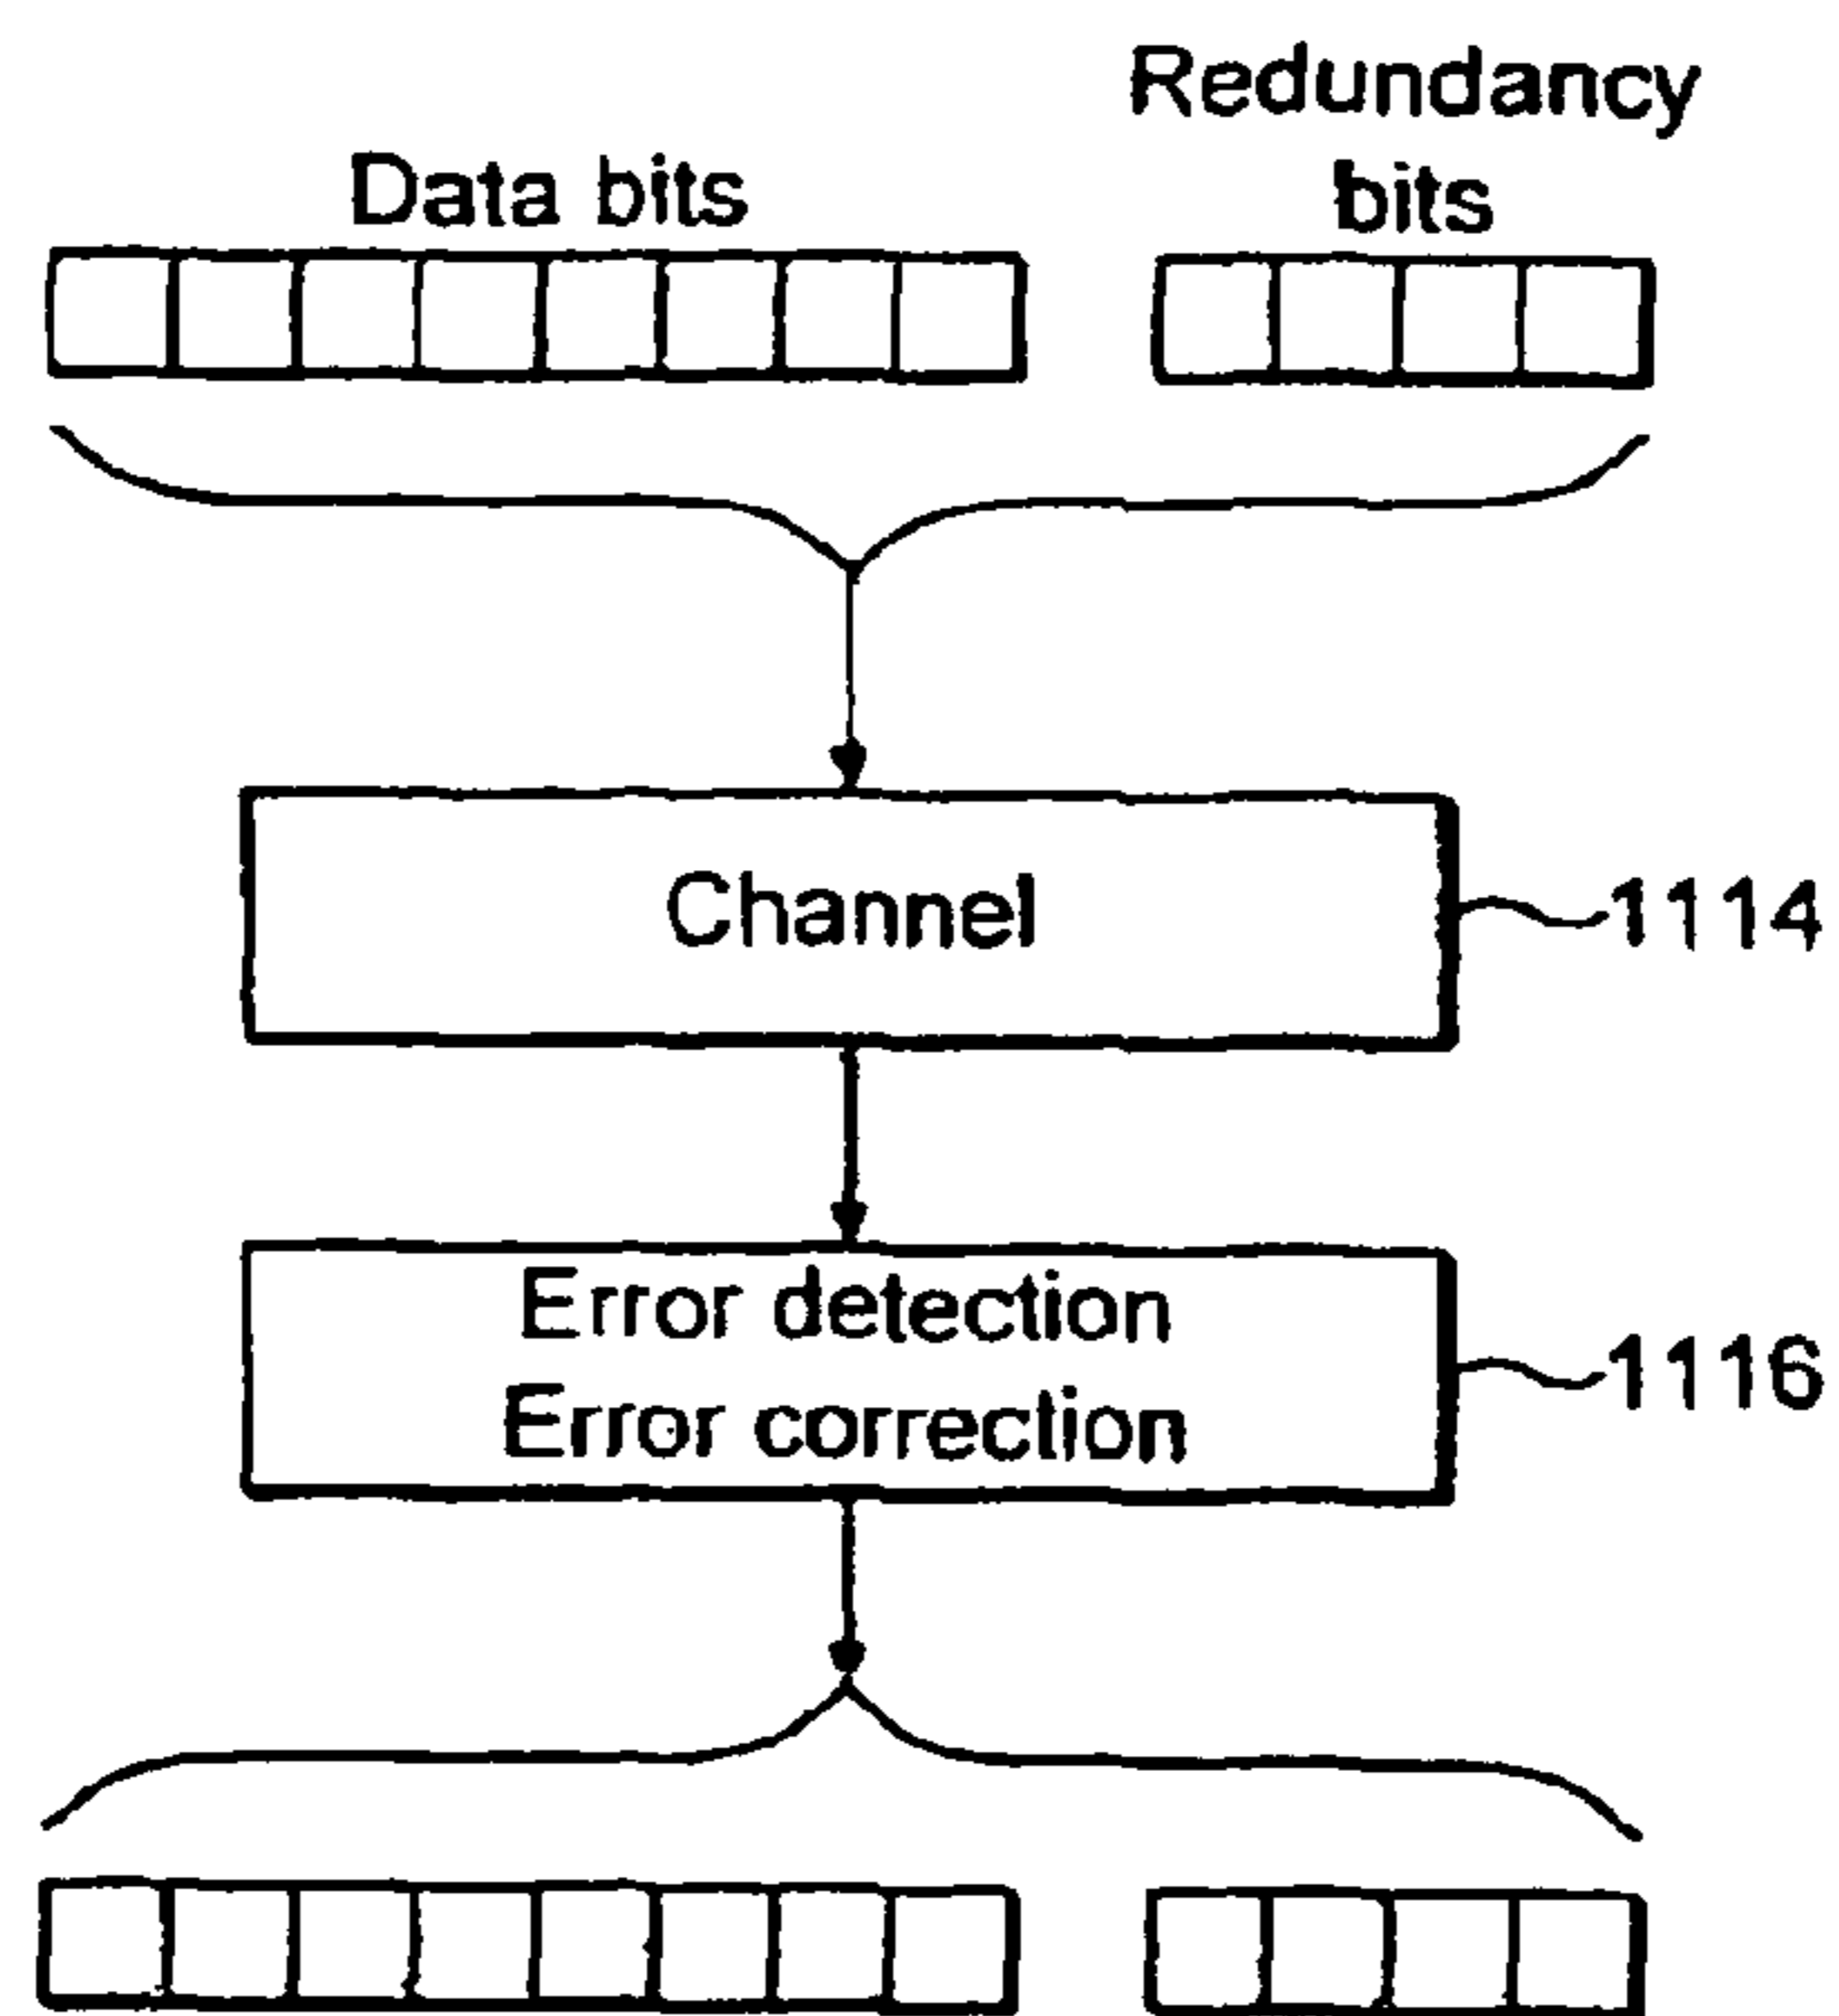 Redundancy
Data bits bits
Channel 1114
Error detection
Error correction 1116